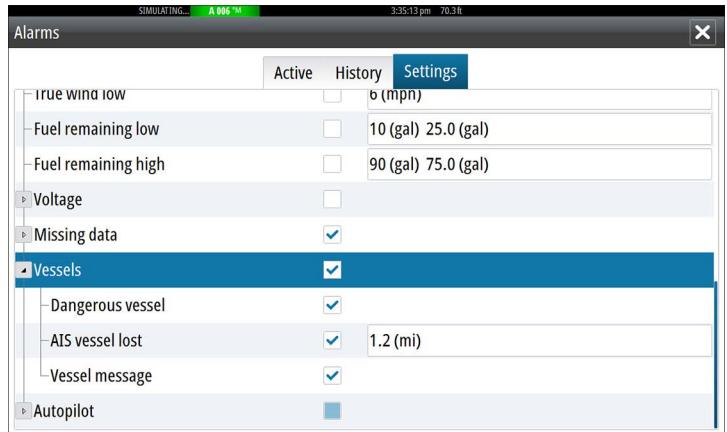 SIMULATING... A 006 °M 3:35:13 pm 70.3 ft
Alarms
Active History Settings
True wind low 6 (mph)
Fuel remaining low 10 (gal) 25.0 (gal)
Fuel remaining high 90 (gal) 75.0 (gal)
Voltage
Missing data
Vessels
Dangerous vessel
AIS vessel lost 1.2 (mi)
Vessel message
Autopilot